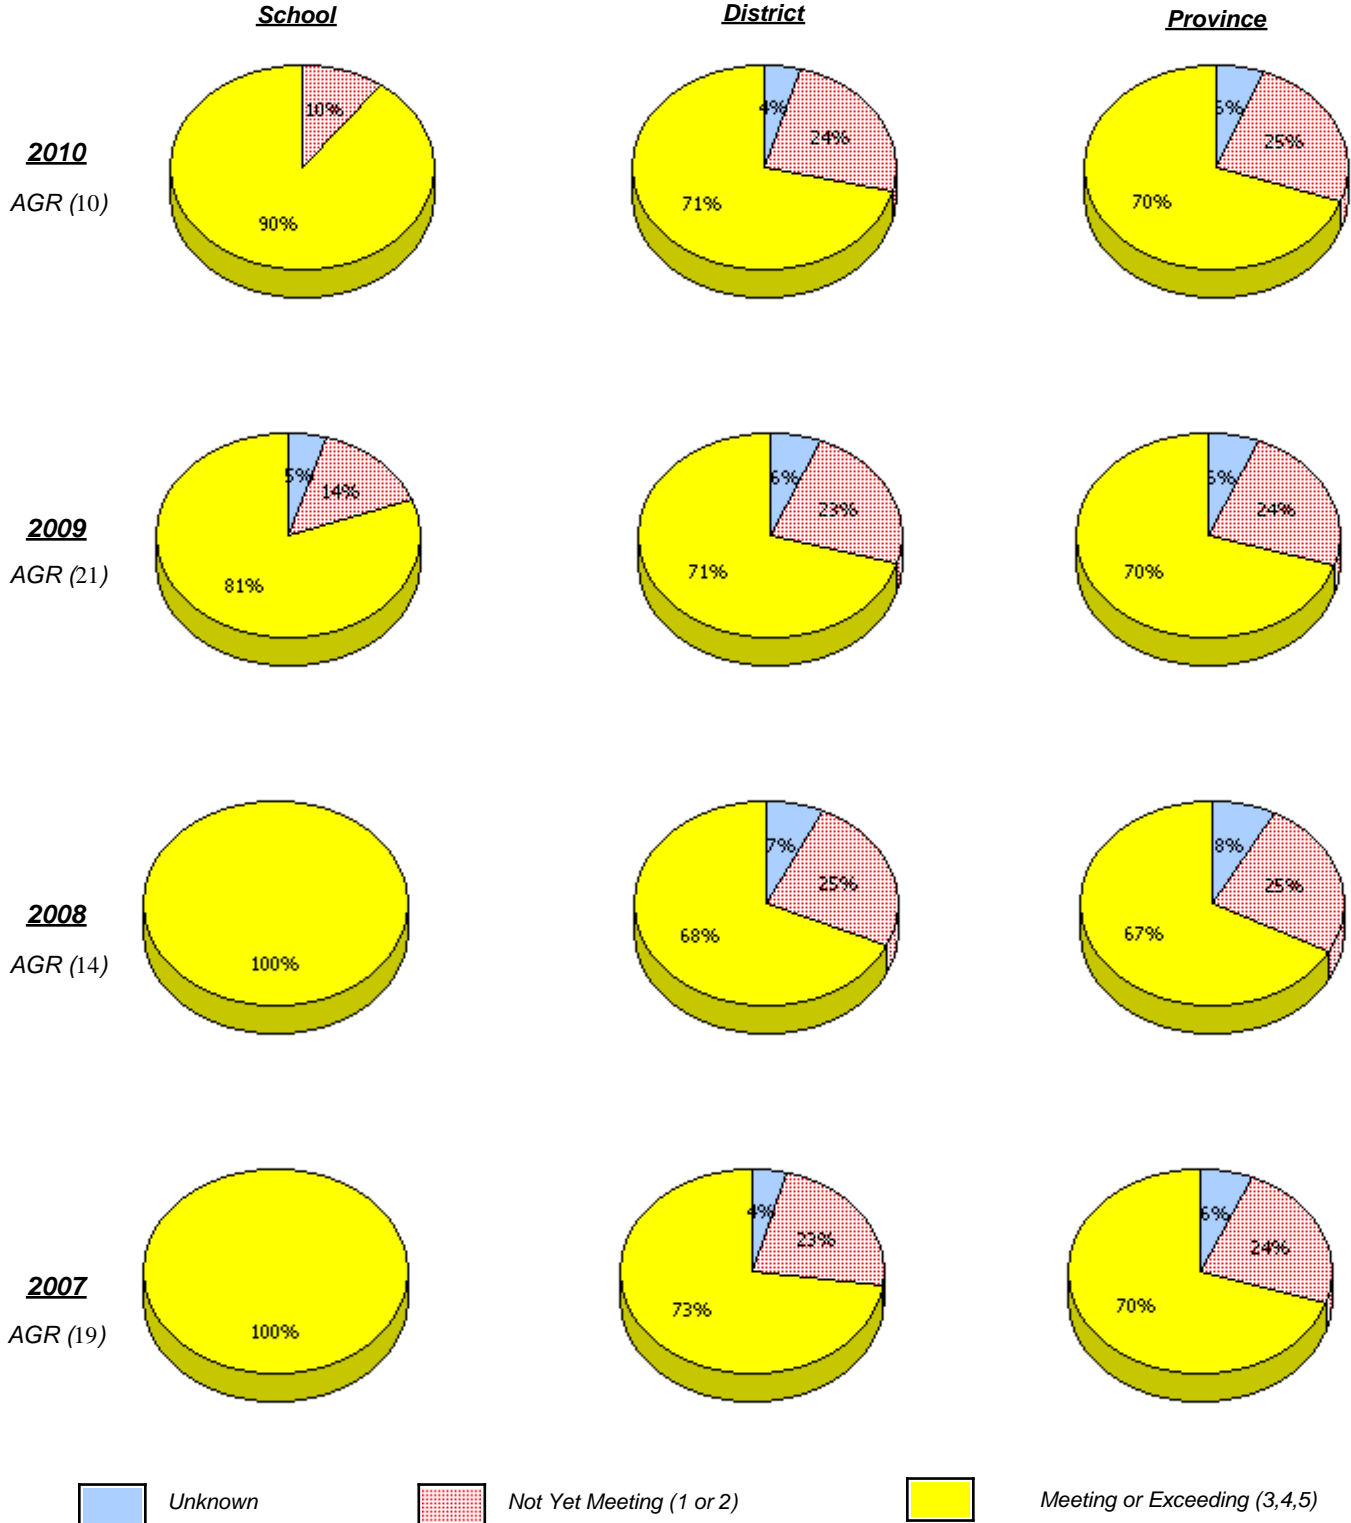 School District Province
4% 5%
10% 24% 25%
2010
AGR (10) 71% 70%
90%
5% 14% 6% 23% 5% 24%
2009
AGR (21) 81% 71% 70%
7% 25% 8% 25%
2008
AGR (14) 100% 68% 67%
4% 23% 6% 24%
2007
AGR (19) 100% 73% 70%
Unknown Not Yet Meeting (1 or 2) Meeting or Exceeding (3,4,5)